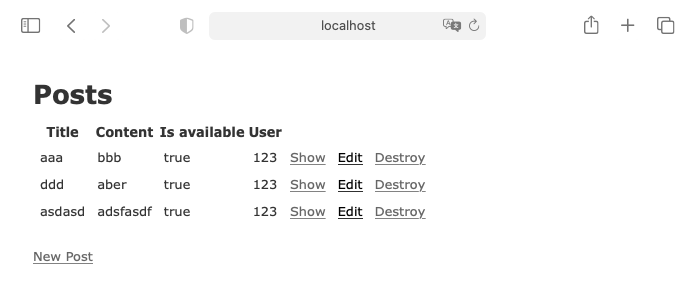 localhost
Posts
Title Content Is available User
aaa bbb true 123 Show Edit Destroy
ddd aber true 123 Show Edit Destroy
asdasd adsfasdf true 123 Show Edit Destroy
New Post